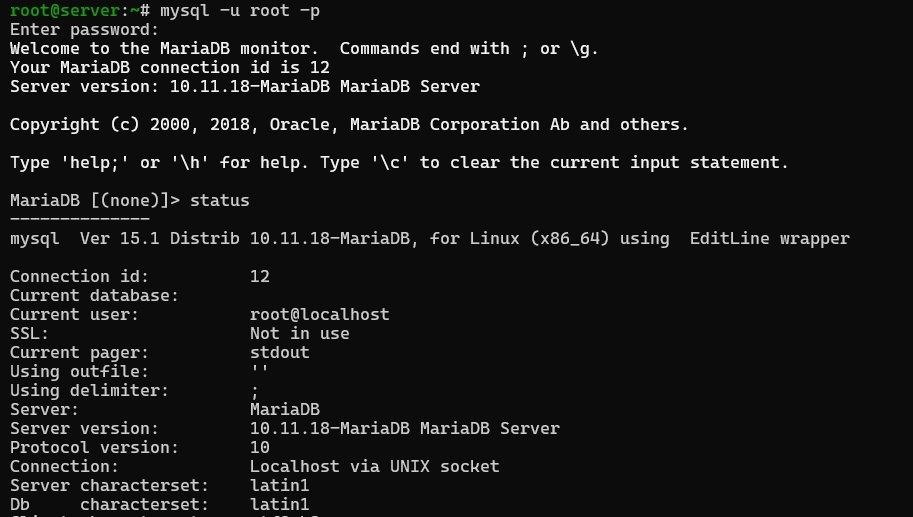 root@server:~# mysql -u root -p
Enter password:
Welcome to the MariaDB monitor.  Commands end with ; or \g.
Your MariaDB connection id is 12
Server version: 10.11.18-MariaDB MariaDB Server
Copyright (c) 2000, 2018, Oracle, MariaDB Corporation Ab and others.
Type 'help;' or '\h' for help. Type '\c' to clear the current input statement.
MariaDB [(none)]> status
--------------
mysql  Ver 15.1 Distrib 10.11.18-MariaDB, for Linux (x86_64) using  EditLine wrapper
Connection id:          12
Current database:
Current user:           root@localhost
SSL:                    Not in use
Current pager:          stdout
Using outfile:          ''
Using delimiter:        ;
Server:                 MariaDB
Server version:         10.11.18-MariaDB MariaDB Server
Protocol version:       10
Connection:             Localhost via UNIX socket
Server characterset:    latin1
Db     characterset:    latin1